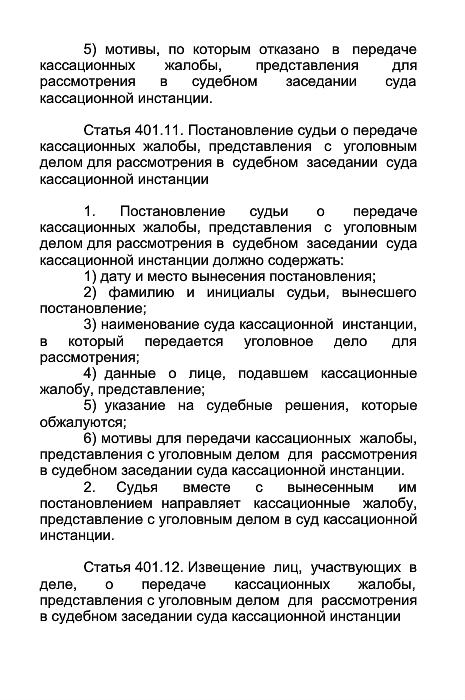 5) мотивы, по которым отказано в передаче
кассационных жалобы, представления для
рассмотрения в судебном заседании суда
кассационной инстанции.
Статья 401.11. Постановление судьи о передаче
кассационных жалобы, представления с уголовным
делом для рассмотрения в судебном заседании суда
кассационной инстанции
1. Постановление судьи о передаче
кассационных жалобы, представления с уголовным
делом для рассмотрения в судебном заседании суда
кассационной инстанции должно содержать:
1) дату и место вынесения постановления;
2) фамилию и инициалы судьи, вынесшего
постановление;
3) наименование суда кассационной инстанции,
в который передается уголовное дело для
рассмотрения;
4) данные о лице, подавшем кассационные
жалобу, представление;
5) указание на судебные решения, которые
обжалуются;
6) мотивы для передачи кассационных жалобы,
представления с уголовным делом для рассмотрения
в судебном заседании суда кассационной инстанции.
2. Судья вместе с вынесенным им
постановлением направляет кассационные жалобу,
представление с уголовным делом в суд кассационной
инстанции.
Статья 401.12. Извещение лиц, участвующих в
деле, о передаче кассационных жалобы,
представления с уголовным делом для рассмотрения
в судебном заседании суда кассационной инстанции